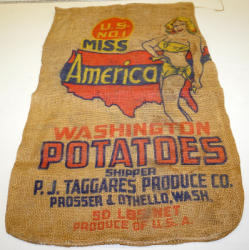 U.S.
NO.1
MISS
America
WASHINGTON
POTATOES
SHIPPER
P. J. TAGGARES PRODUCE CO.
PROSSER & OTHELLO, WASH.
50 LBS. NET
PRODUCE OF U.S.A.